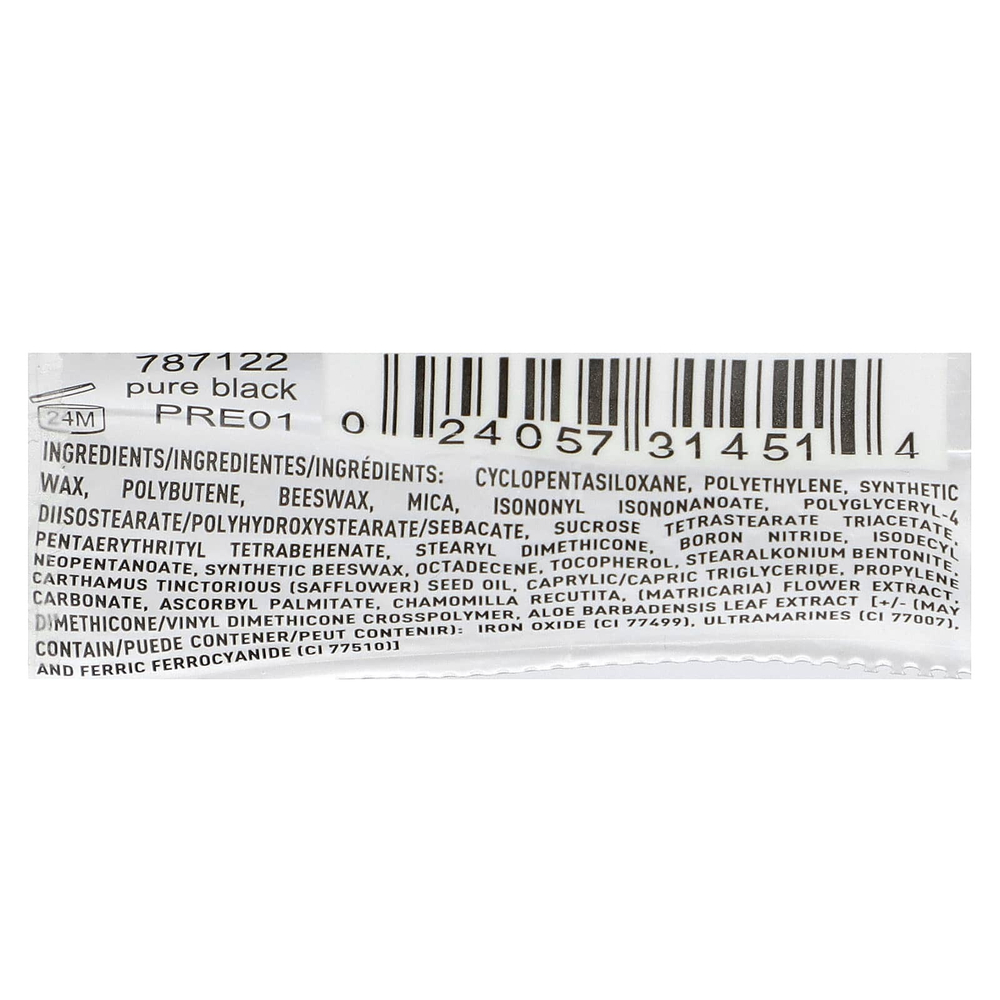 787122
pure black
24M
PRE01
0 24057 31451 4
INGREDIENTS/INGREDIENTES/INGRÉDIENTS: CYCLOPENTASILOXANE, POLYETHYLENE, SYNTHETIC
WAX, POLYBUTENE, BEESWAX, MICA, ISONONYL ISONONANOATE, POLYGLYCERYL-4
DIISOSTEARATE/POLYHYDROXYSTEARATE/SEBACATE, SUCROSE TETRASTEARATE TRIACETATE,
PENTAERYTHRITYL TETRABEHENATE, STEARYL DIMETHICONE, BORON NITRIDE, ISODECYL
NEOPENTANOATE, SYNTHETIC BEESWAX, OCTADECENE, TOCOPHEROL, STEARALKONIUM BENTONITE,
CARTHAMUS TINCTORIOUS (SAFFLOWER) SEED OIL, CAPRYLIC/CAPRIC TRIGLYCERIDE, PROPYLENE
CARBONATE, ASCORBYL PALMITATE, CHAMOMILLA RECUTITA, (MATRICARIA) FLOWER EXTRACT,
DIMETHICONE/VINYL DIMETHICONE CROSSPOLYMER, ALOE BARBADENSIS LEAF EXTRACT [+/- (MAY
CONTAIN/PUEDE CONTENER/PEUT CONTENIR): IRON OXIDE (CI 77499), ULTRAMARINES (CI 77007),
AND FERRIC FERROCYANIDE (CI 77510)]